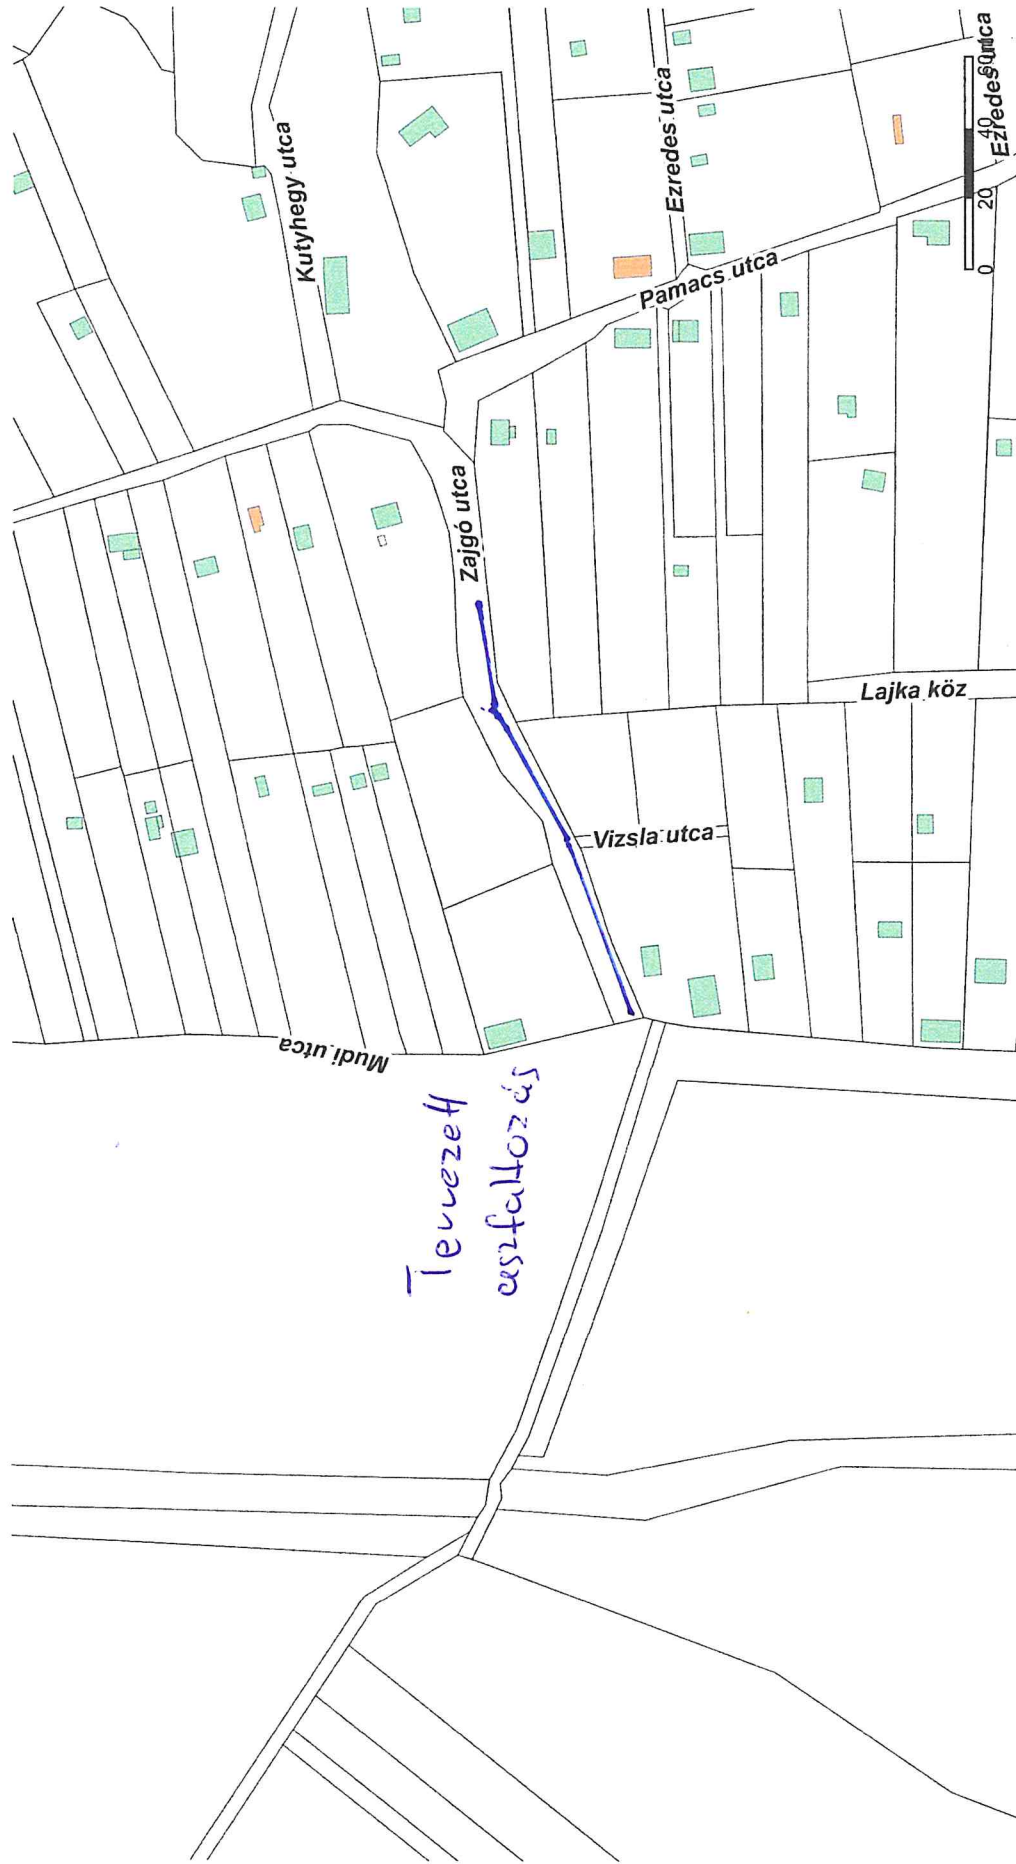 Kutyhegy utca
Ezredes utca
Ezredes utca
Pamacs utca
0 20 40 60 m
Zajgó utca
Lajka köz
Vizsla utca
Mudi utca
Tervezett
aszfaltozás